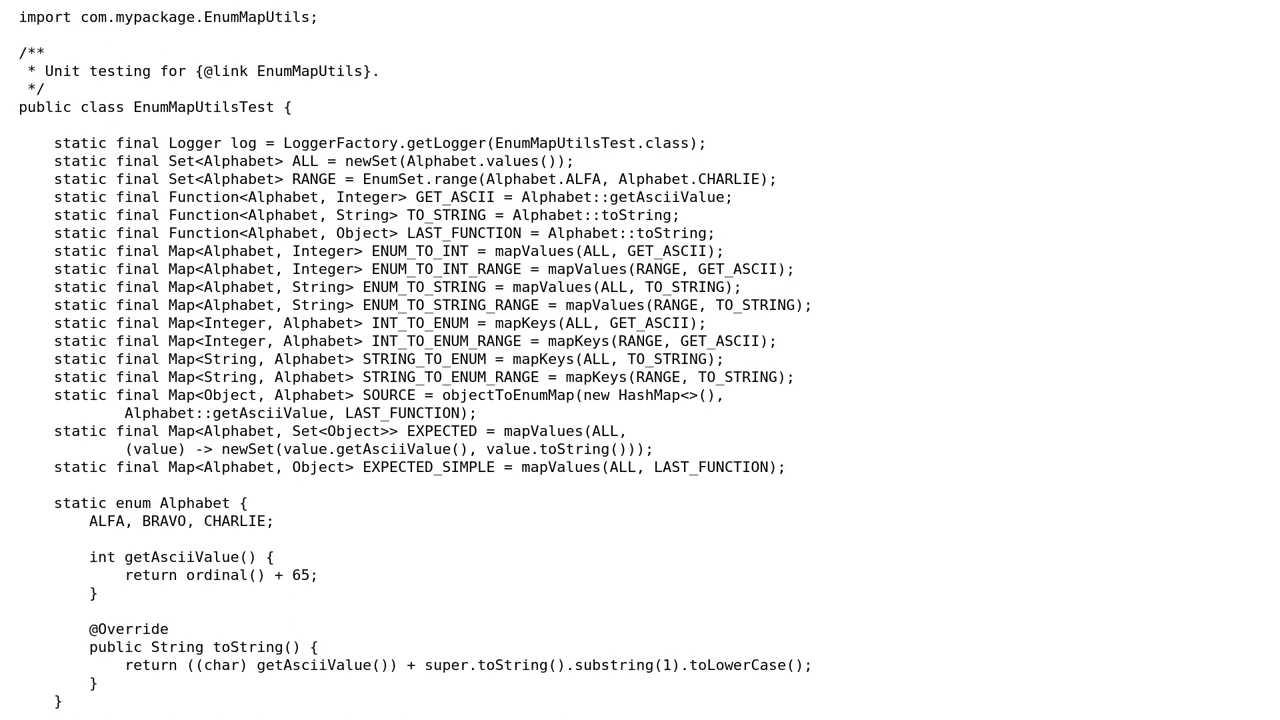 import com.mypackage.EnumMapUtils;

/**
 * Unit testing for {@link EnumMapUtils}.
 */
public class EnumMapUtilsTest {

    static final Logger log = LoggerFactory.getLogger(EnumMapUtilsTest.class);
    static final Set<Alphabet> ALL = newSet(Alphabet.values());
    static final Set<Alphabet> RANGE = EnumSet.range(Alphabet.ALFA, Alphabet.CHARLIE);
    static final Function<Alphabet, Integer> GET_ASCII = Alphabet::getAsciiValue;
    static final Function<Alphabet, String> TO_STRING = Alphabet::toString;
    static final Function<Alphabet, Object> LAST_FUNCTION = Alphabet::toString;
    static final Map<Alphabet, Integer> ENUM_TO_INT = mapValues(ALL, GET_ASCII);
    static final Map<Alphabet, Integer> ENUM_TO_INT_RANGE = mapValues(RANGE, GET_ASCII);
    static final Map<Alphabet, String> ENUM_TO_STRING = mapValues(ALL, TO_STRING);
    static final Map<Alphabet, String> ENUM_TO_STRING_RANGE = mapValues(RANGE, TO_STRING);
    static final Map<Integer, Alphabet> INT_TO_ENUM = mapKeys(ALL, GET_ASCII);
    static final Map<Integer, Alphabet> INT_TO_ENUM_RANGE = mapKeys(RANGE, GET_ASCII);
    static final Map<String, Alphabet> STRING_TO_ENUM = mapKeys(ALL, TO_STRING);
    static final Map<String, Alphabet> STRING_TO_ENUM_RANGE = mapKeys(RANGE, TO_STRING);
    static final Map<Object, Alphabet> SOURCE = objectToEnumMap(new HashMap<>(),
            Alphabet::getAsciiValue, LAST_FUNCTION);
    static final Map<Alphabet, Set<Object>> EXPECTED = mapValues(ALL,
            (value) -> newSet(value.getAsciiValue(), value.toString()));
    static final Map<Alphabet, Object> EXPECTED_SIMPLE = mapValues(ALL, LAST_FUNCTION);

    static enum Alphabet {
        ALFA, BRAVO, CHARLIE;

        int getAsciiValue() {
            return ordinal() + 65;
        }

        @Override
        public String toString() {
            return ((char) getAsciiValue()) + super.toString().substring(1).toLowerCase();
        }
    }